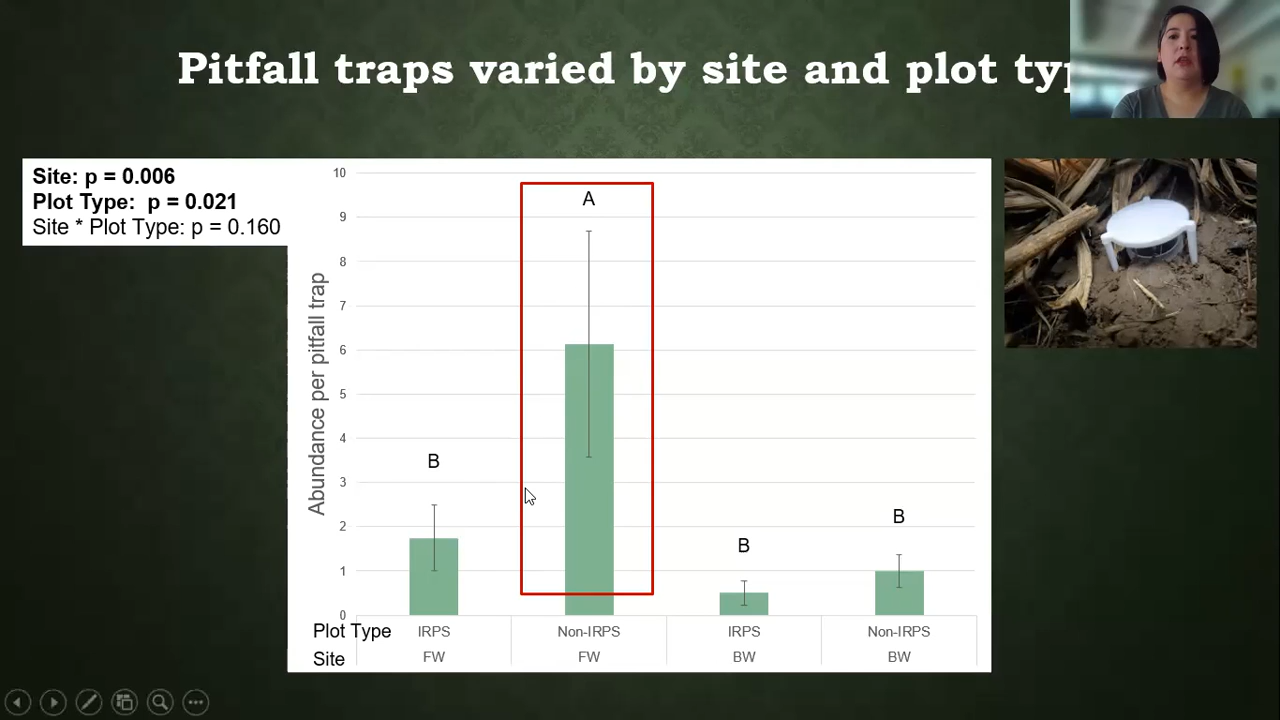 Pitfall traps varied by site and plot
Site: p = 0.006
Plot Type:  p = 0.021
Site * Plot Type: p = 0.160
Abundance per pitfall trap
10
9
8
7
6
5
4
3
2
1
0
B
A
B
B
Plot Type IRPS Non-IRPS IRPS Non-IRPS
Site FW FW BW BW